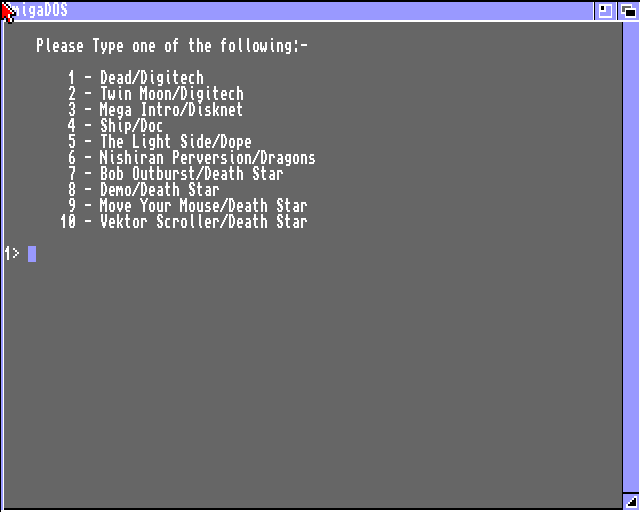 migaDOS
Please Type one of the following:-
1 - Dead/Digitech
2 - Twin Moon/Digitech
3 - Mega Intro/Disknet
4 - Ship/Doc
5 - The Light Side/Dope
6 - Nishiran Perversion/Dragons
7 - Bob Outburst/Death Star
8 - Demo/Death Star
9 - Move Your Mouse/Death Star
10 - Vektor Scroller/Death Star
1>